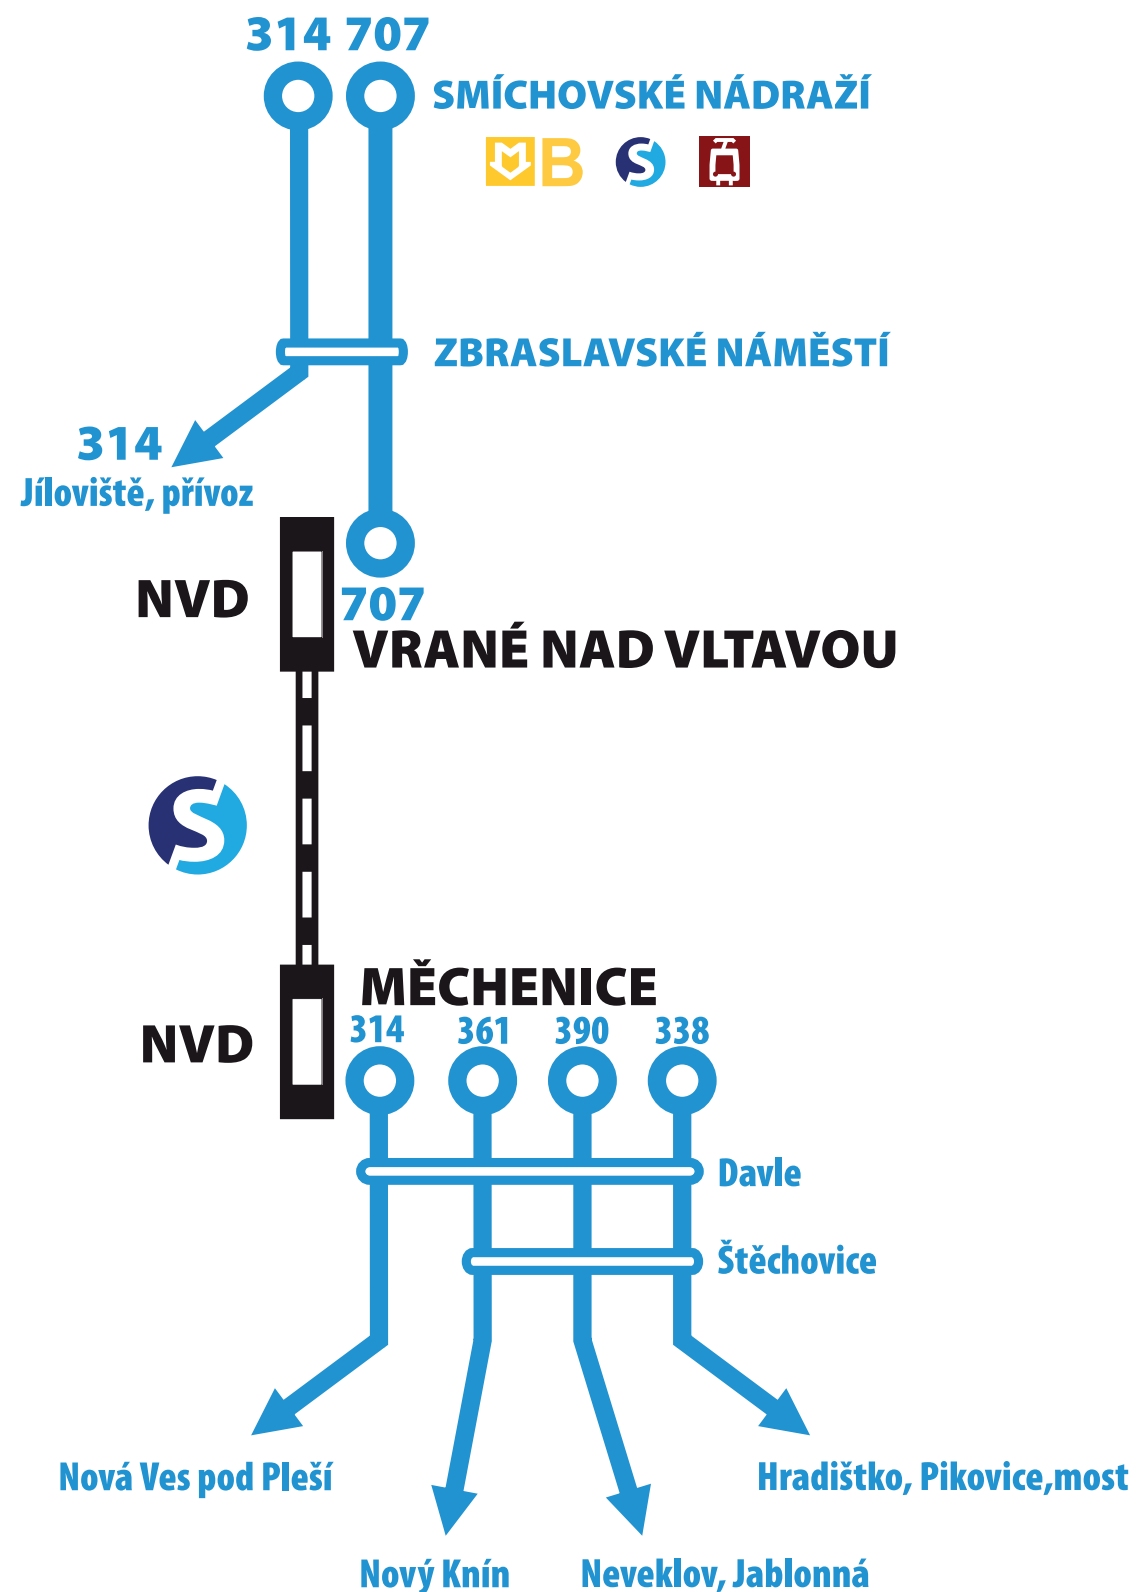 314 707
SMÍCHOVSKÉ NÁDRAŽÍ
B S
ZBRASLAVSKÉ NÁMĚSTÍ
314
Jíloviště, přívoz
NVD
707
VRANÉ NAD VLTAVOU
S
MĚCHENICE
NVD
314 361 390 338
Davle
Štěchovice
Nová Ves pod Pleší
Hradištko, Pikovice,most
Nový Knín
Neveklov, Jablonná